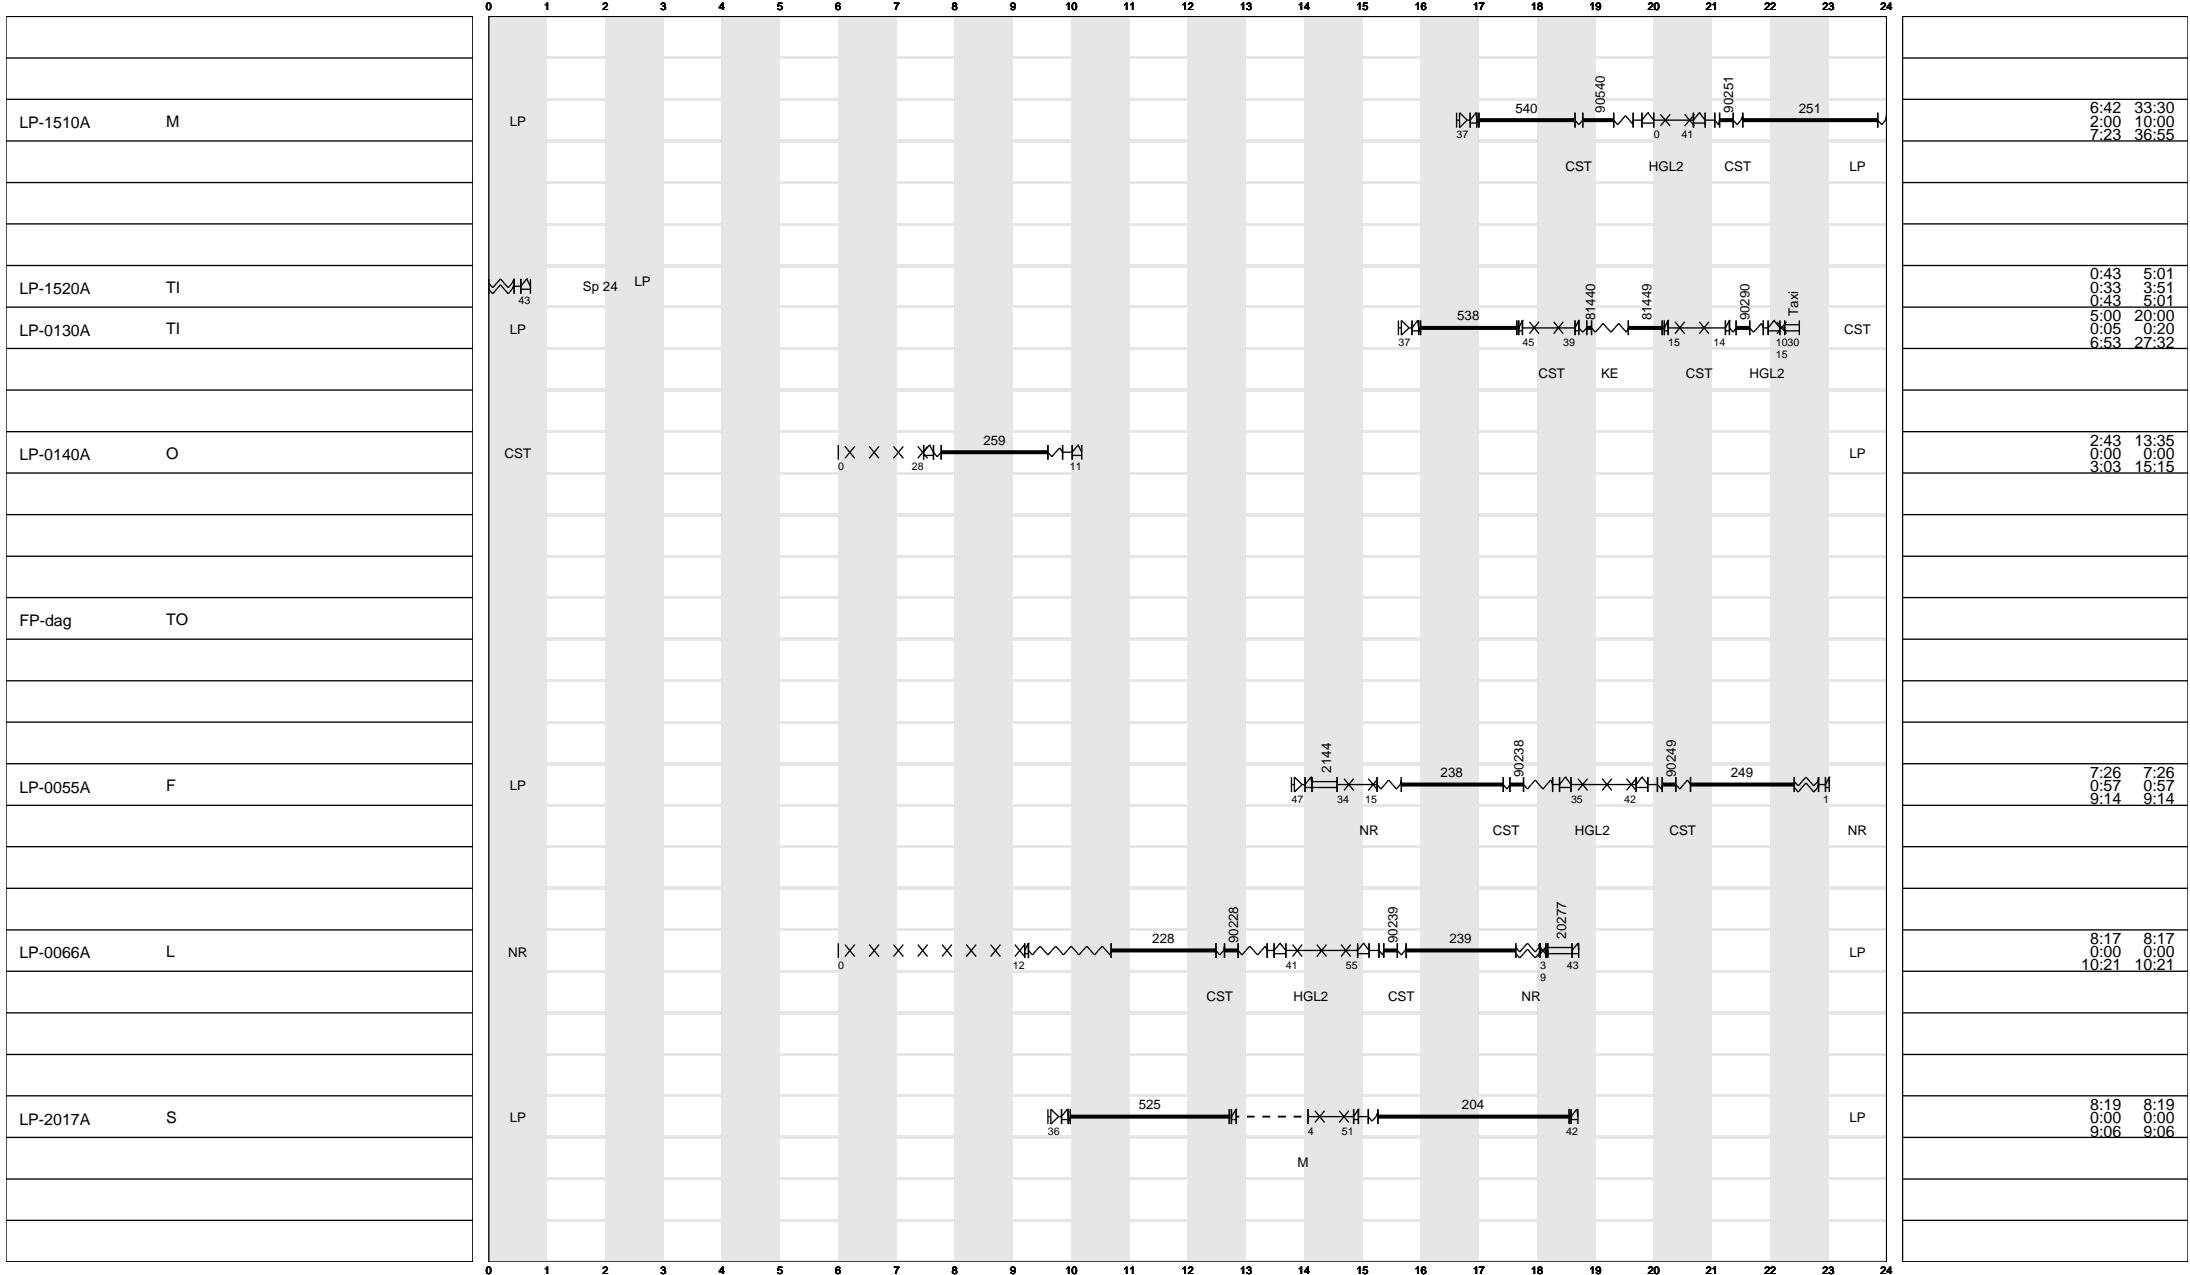 0 1 2 3 4 5 6 7 8 9 10 11 12 13 14 15 16 17 18 19 20 21 22 23 24
90540 90251
540 251
LP-1510A M LP 6:42 33:30
2:00 10:00
37 0 41 7:23 36:55
CST HGL2 CST LP
LP-1520A TI Sp 24 LP 0:43 5:01
0:33 3:51
43 0:43 5:01
81440 81449 90290 Taxi
538
LP-0130A TI LP CST 5:00 20:00
0:05 0:20
37 45 39 15 14 10 30 6:53 27:32
15
CST KE CST HGL2
259
LP-0140A O CST LP 2:43 13:35
0:00 0:00
0 28 11 3:03 15:15
FP-dag TO
2144 90238 90249
238 249
LP-0055A F LP 7:26 7:26
0:57 0:57
47 34 15 35 42 1 9:14 9:14
NR CST HGL2 CST NR
90228 90239 20277
228 239
LP-0066A L NR LP 8:17 8:17
0:00 0:00
0 12 41 55 3 43 10:21 10:21
9
CST HGL2 CST NR
525 204
LP-2017A S LP LP 8:19 8:19
0:00 0:00
36 4 51 42 9:06 9:06
M
0 1 2 3 4 5 6 7 8 9 10 11 12 13 14 15 16 17 18 19 20 21 22 23 24